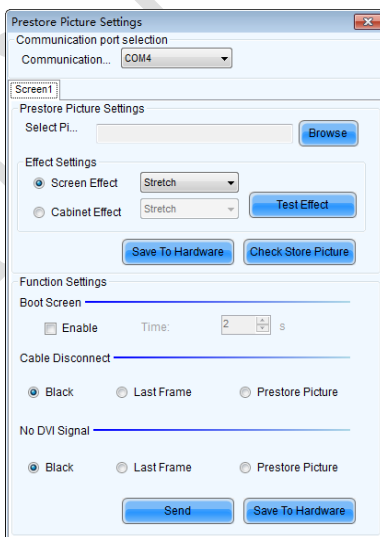 Prestore Picture Settings
Communication port selection
Communication... COM4
Screen1
Prestore Picture Settings
Select Pi... Browse
Effect Settings
Screen Effect Stretch
Cabinet Effect Stretch Test Effect
Save To Hardware Check Store Picture
Function Settings
Boot Screen
Enable Time: 2 s
Cable Disconnect
Black Last Frame Prestore Picture
No DVI Signal
Black Last Frame Prestore Picture
Send Save To Hardware